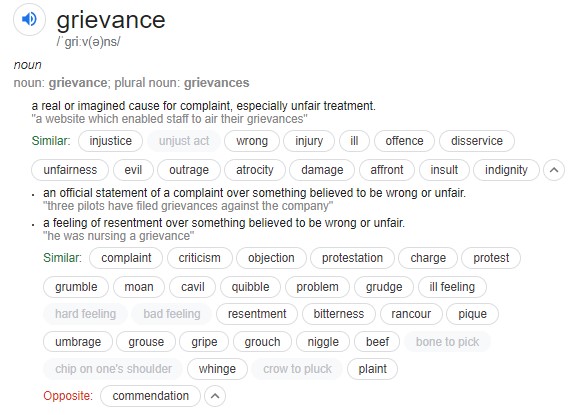 grievance
/ˈɡriːv(ə)ns/
noun
noun: grievance; plural noun: grievances
a real or imagined cause for complaint, especially unfair treatment.
"a website which enabled staff to air their grievances"
Similar: injustice unjust act wrong injury ill offence disservice
unfairness evil outrage atrocity damage affront insult indignity
• an official statement of a complaint over something believed to be wrong or unfair.
"three pilots have filed grievances against the company"
• a feeling of resentment over something believed to be wrong or unfair.
"he was nursing a grievance"
Similar: complaint criticism objection protestation charge protest
grumble moan cavil quibble problem grudge ill feeling
hard feeling bad feeling resentment bitterness rancour pique
umbrage grouse gripe grouch niggle beef bone to pick
chip on one's shoulder whinge crow to pluck plaint
Opposite: commendation